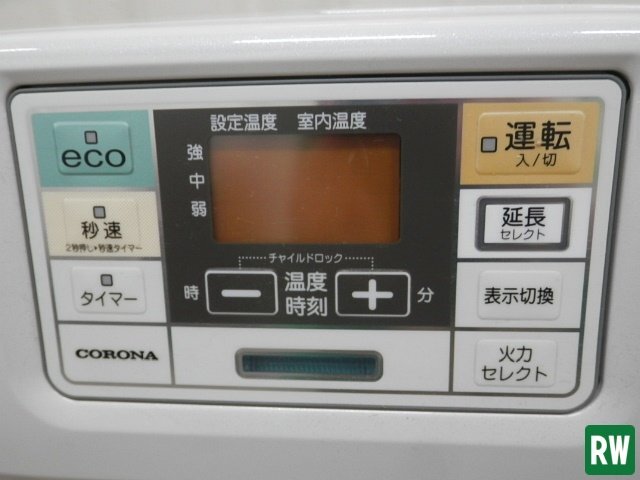 設定温度 室内温度
eco
強
中
弱
運転
入/切
秒速
2秒押し▶秒速タイマー
延長
セレクト
チャイルドロック
タイマー
時
－
温度
時刻
＋
分
表示切換
CORONA
火力
セレクト
RW